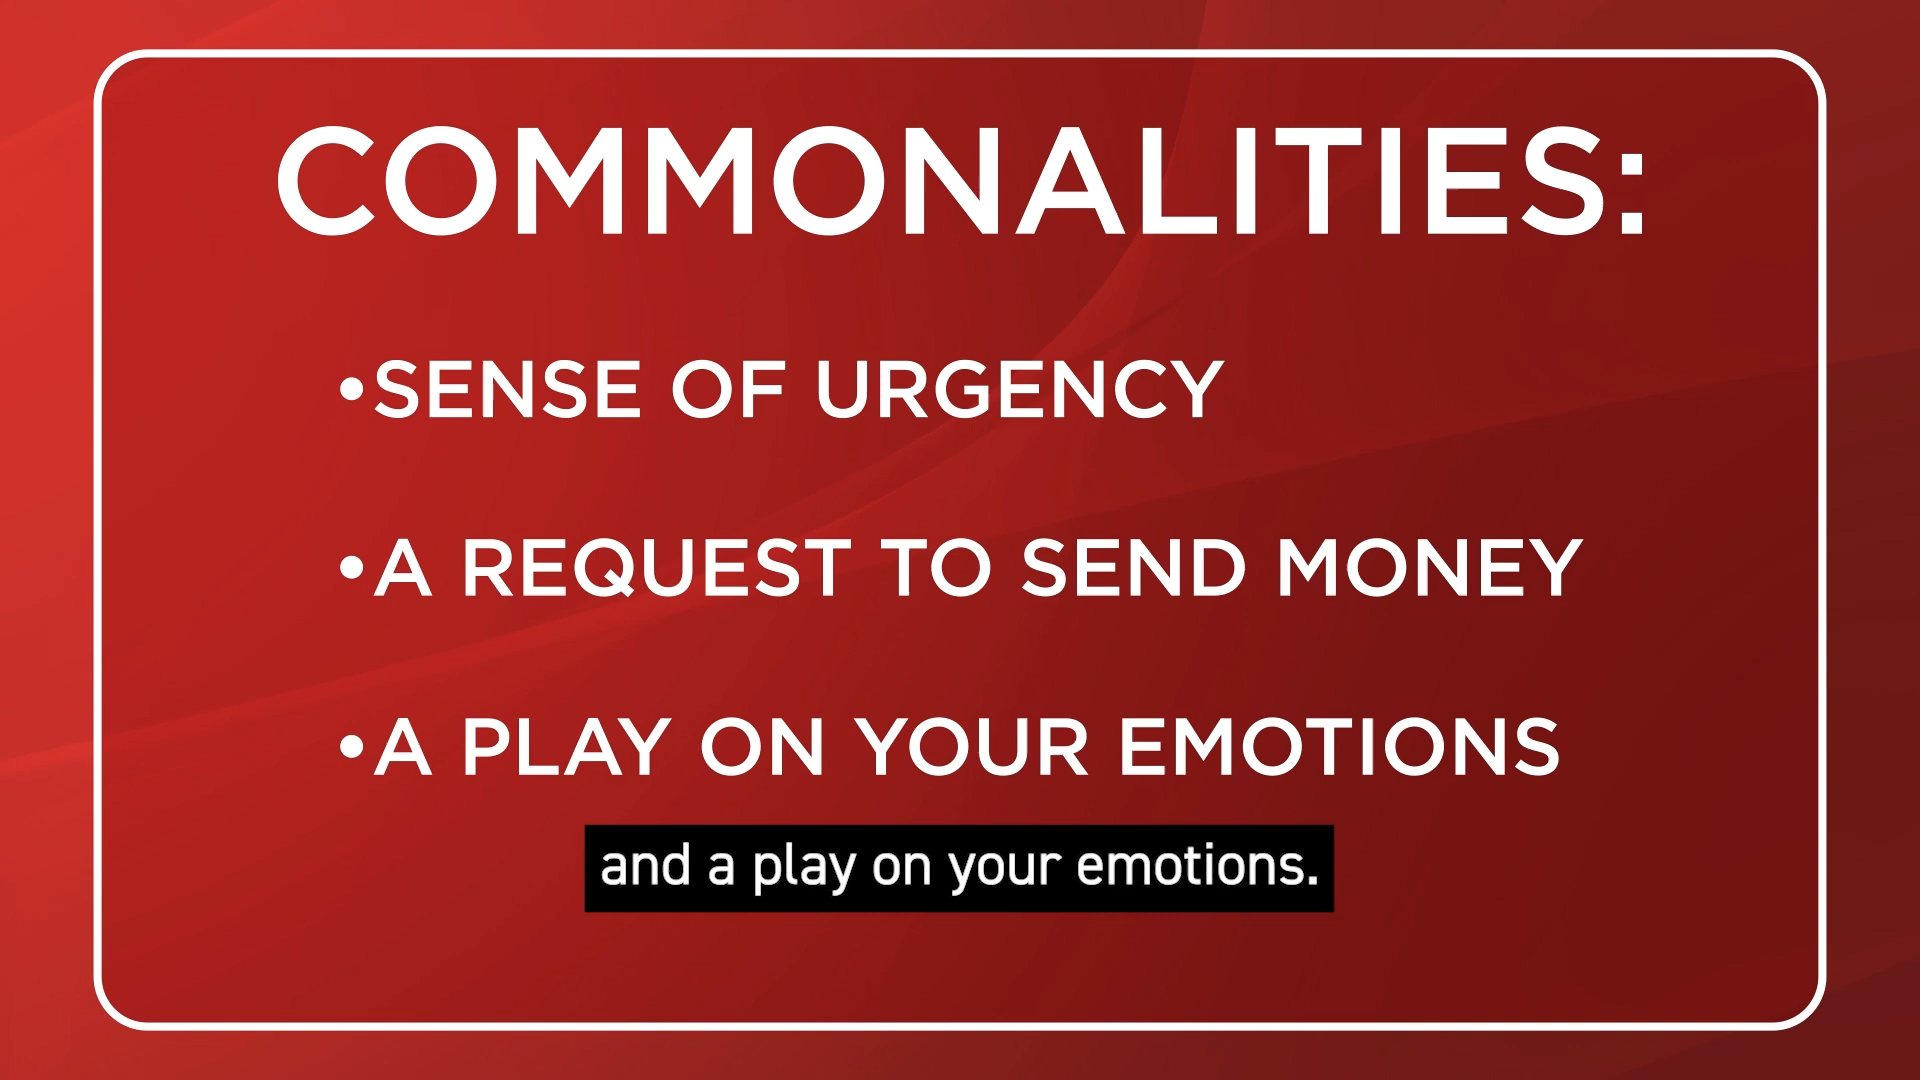 COMMONALITIES:
•SENSE OF URGENCY
•A REQUEST TO SEND MONEY
•A PLAY ON YOUR EMOTIONS
and a play on your emotions.